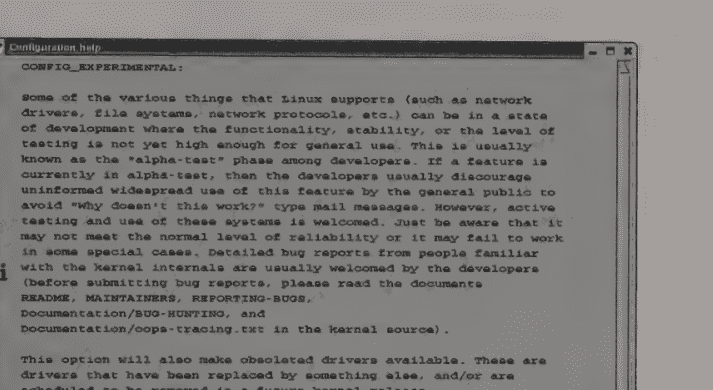 Configuration help
CONFIG_EXPERIMENTAL:
Some of the various things that Linux supports (such as network
drivers, file systems, network protocols, etc.) can be in a state
of development where the functionality, stability, or the level of
testing is not yet high enough for general use. This is usually
known as the "alpha-test" phase among developers. If a feature is
currently in alpha-test, then the developers usually discourage
uninformed widespread use of this feature by the general public to
avoid "Why doesn't this work?" type mail messages. However, active
testing and use of these systems is welcomed. Just be aware that it
may not meet the normal level of reliability or it may fail to work
in some special cases. Detailed bug reports from people familiar
with the kernel internals are usually welcomed by the developers
(before submitting bug reports, please read the documents
README, MAINTAINERS, REPORTING-BUGS,
Documentation/BUG-HUNTING, and
Documentation/oops-tracing.txt in the kernel source).
This option will also make obsoleted drivers available. These are
drivers that have been replaced by something else, and/or are
scheduled to be removed in a future kernel release.